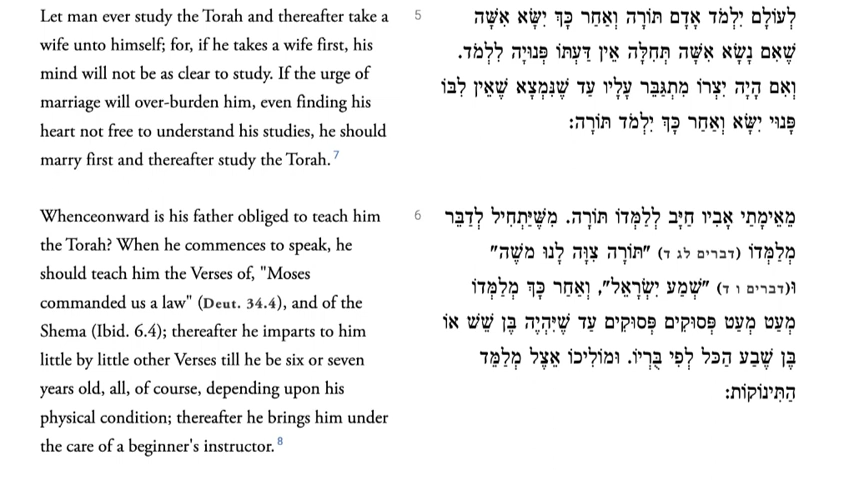 Let man ever study the Torah and thereafter take a
wife unto himself; for, if he takes a wife first, his
mind will not be as clear to study. If the urge of
marriage will over-burden him, even finding his
heart not free to understand his studies, he should
marry first and thereafter study the Torah. 7
5
לְעוֹלָם יִלְמֹד אָדָם תּוֹרָה וְאַחַר כָּךְ יִשָּׂא אִשָּׁה
שֶׁאִם נָשָׂא אִשָּׁה תְּחִלָּה אֵין דַּעְתּוֹ פְּנוּיָה לִלְמֹד.
וְאִם הָיָה יִצְרוֹ מִתְגַּבֵּר עָלָיו עַד שֶׁנִּמְצָא שֶׁאֵין לִבּוֹ
פָּנוּי יִשָּׂא וְאַחַר כָּךְ יִלְמֹד תּוֹרָה:
Whenceonward is his father obliged to teach him
the Torah? When he commences to speak, he
should teach him the Verses of, "Moses
commanded us a law" (Deut. 34.4), and of the
Shema (Ibid. 6.4); thereafter he imparts to him
little by little other Verses till he be six or seven
years old, all, of course, depending upon his
physical condition; thereafter he brings him under
the care of a beginner's instructor. 8
6
מֵאֵימָתַי אָבִיו חַיָּב לְלַמְּדוֹ תּוֹרָה. מִשֶּׁיַּתְחִיל לְדַבֵּר
מְלַמְּדוֹ (דברים לג ד) "תּוֹרָה צִוָּה לָנוּ משֶׁה"
וּ(דברים ו ד) "שְׁמַע יִשְׂרָאֵל", וְאַחַר כָּךְ מְלַמְּדוֹ
מְעַט מְעַט פְּסוּקִים פְּסוּקִים עַד שֶׁיִּהְיֶה בֶּן שֵׁשׁ אוֹ
בֶּן שֶׁבַע הַכֹּל לְפִי בֻּרְיוֹ. וּמוֹלִיכוֹ אֵצֶל מְלַמֵּד
הַתִּינוֹקוֹת: